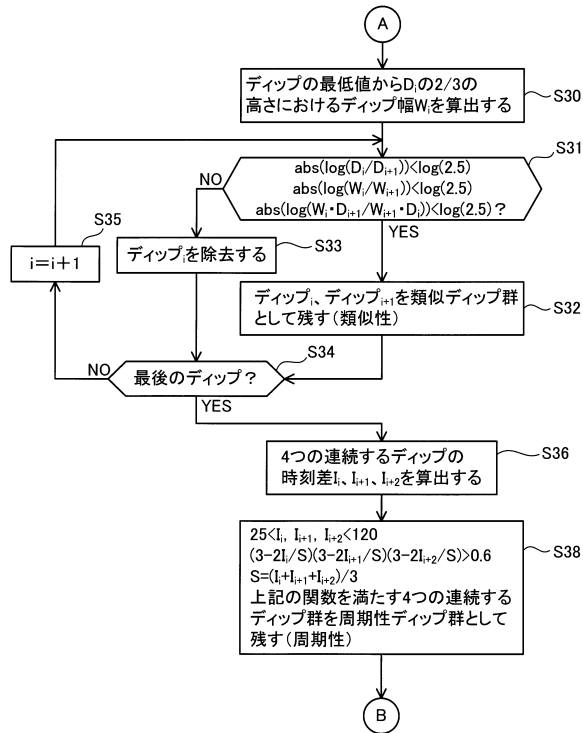 A
ディップの最低値からDiの2/3の
高さにおけるディップ幅Wiを算出する
S30
S31
abs(log(Di/Di+1))<log(2.5)
abs(log(Wi/Wi+1))<log(2.5)
abs(log(Wi・Di+1/Wi+1・Di))<log(2.5)？
NO
YES
S35
i=i+1
S33
ディップiを除去する
S32
ディップi、ディップi+1を類似ディップ群
として残す（類似性）
S34
最後のディップ？
NO
YES
S36
4つの連続するディップの
時刻差Ii、Ii+1、Ii+2を算出する
S38
25<Ii, Ii+1, Ii+2<120
(3-2Ii/S)(3-2Ii+1/S)(3-2Ii+2/S)>0.6
S=(Ii+Ii+1+Ii+2)/3
上記の関数を満たす4つの連続する
ディップ群を周期性ディップ群として
残す（周期性）
B